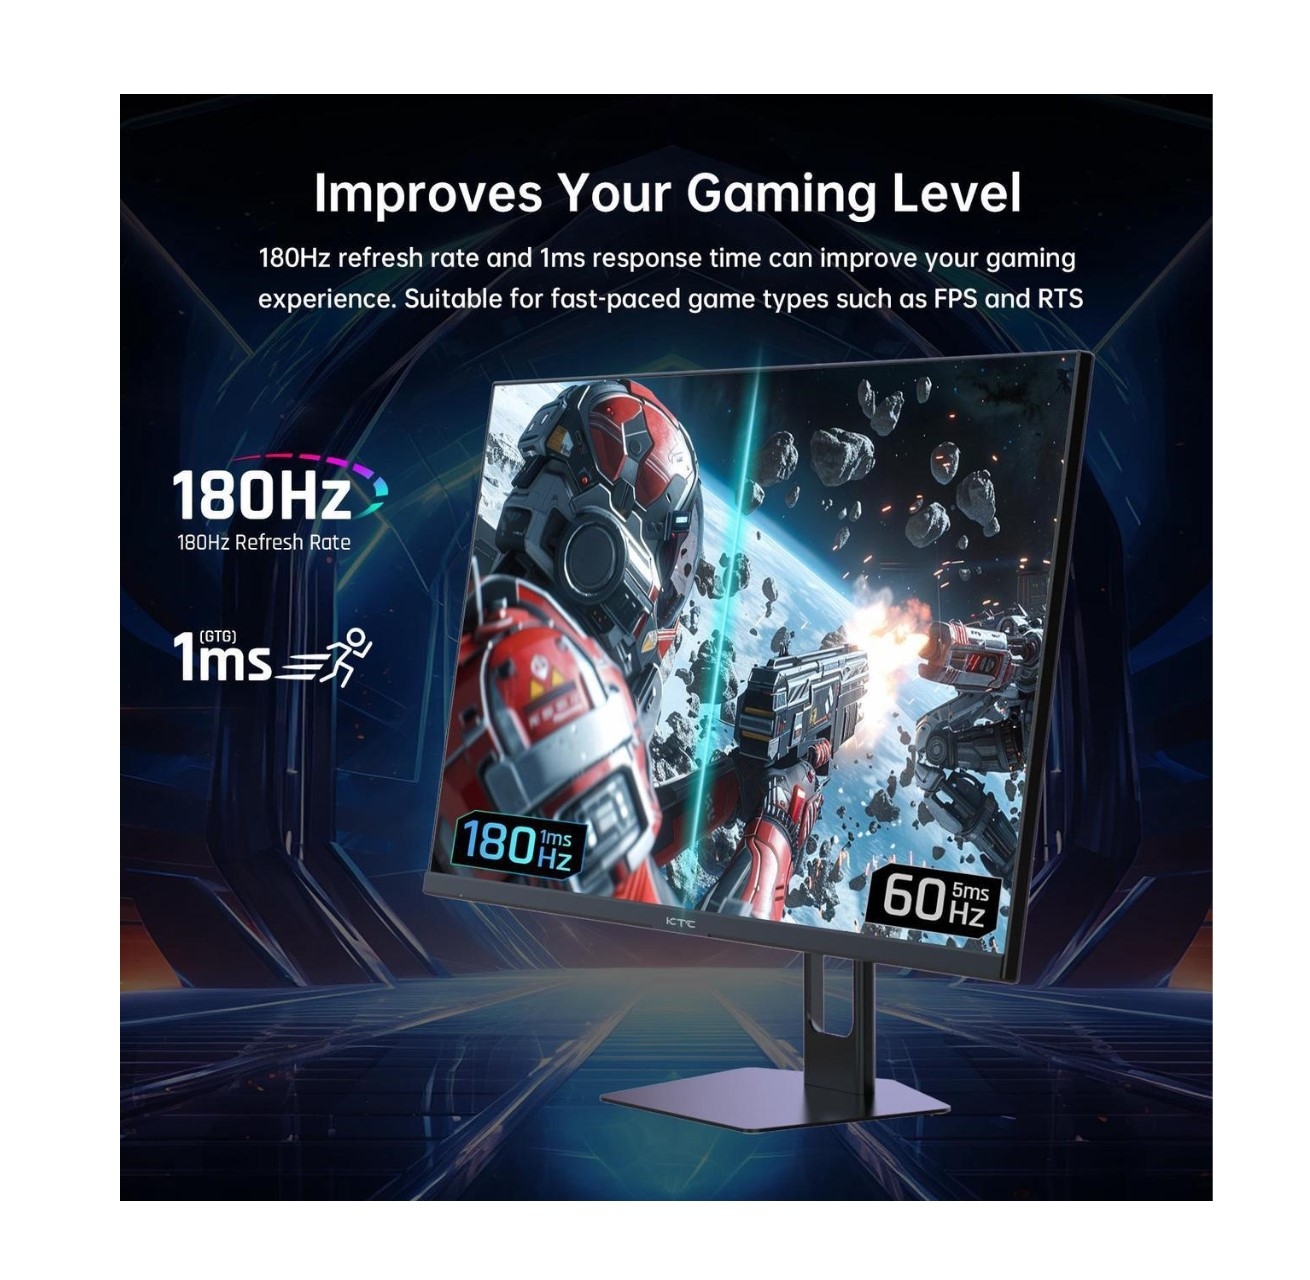 Improves Your Gaming Level
180Hz refresh rate and 1ms response time can improve your gaming
experience. Suitable for fast-paced game types such as FPS and RTS
180Hz
180Hz Refresh Rate
(GTG)
1ms
180 1ms
Hz
60 5ms
Hz
KTC